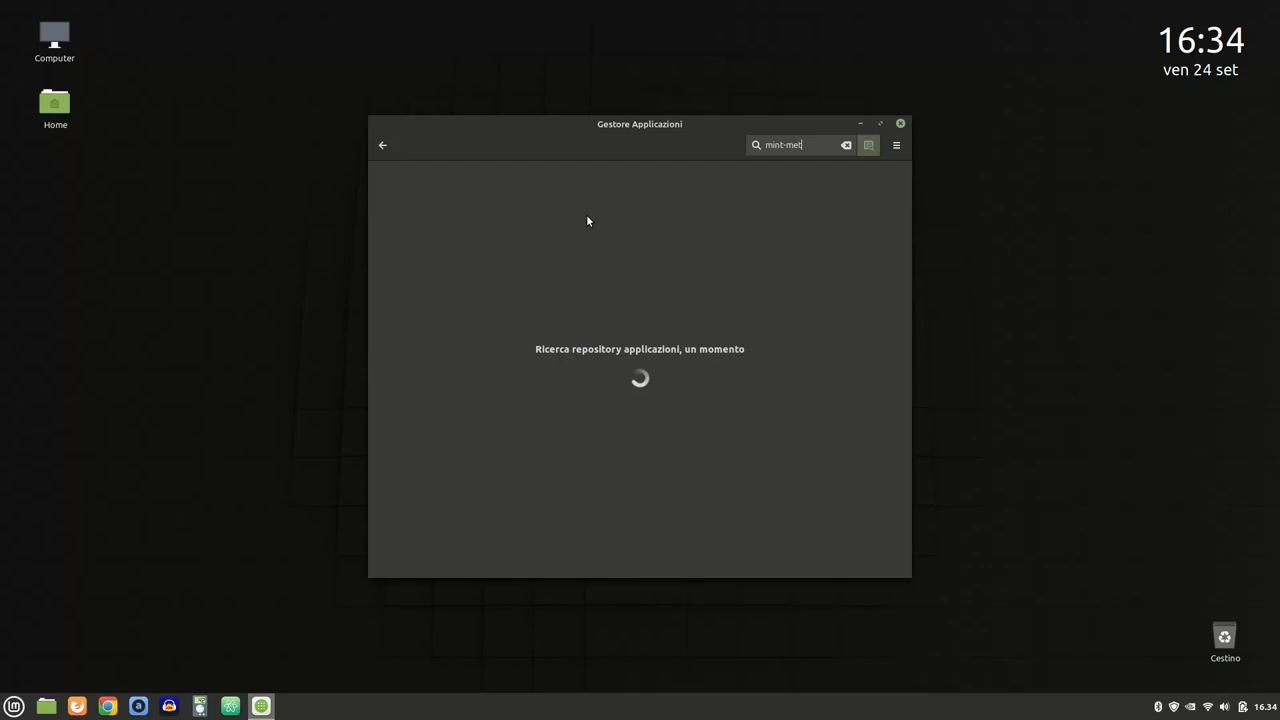 Computer
Home
16:34
ven 24 set
Gestore Applicazioni
mint-met
Ricerca repository applicazioni, un momento
Cestino
16.34